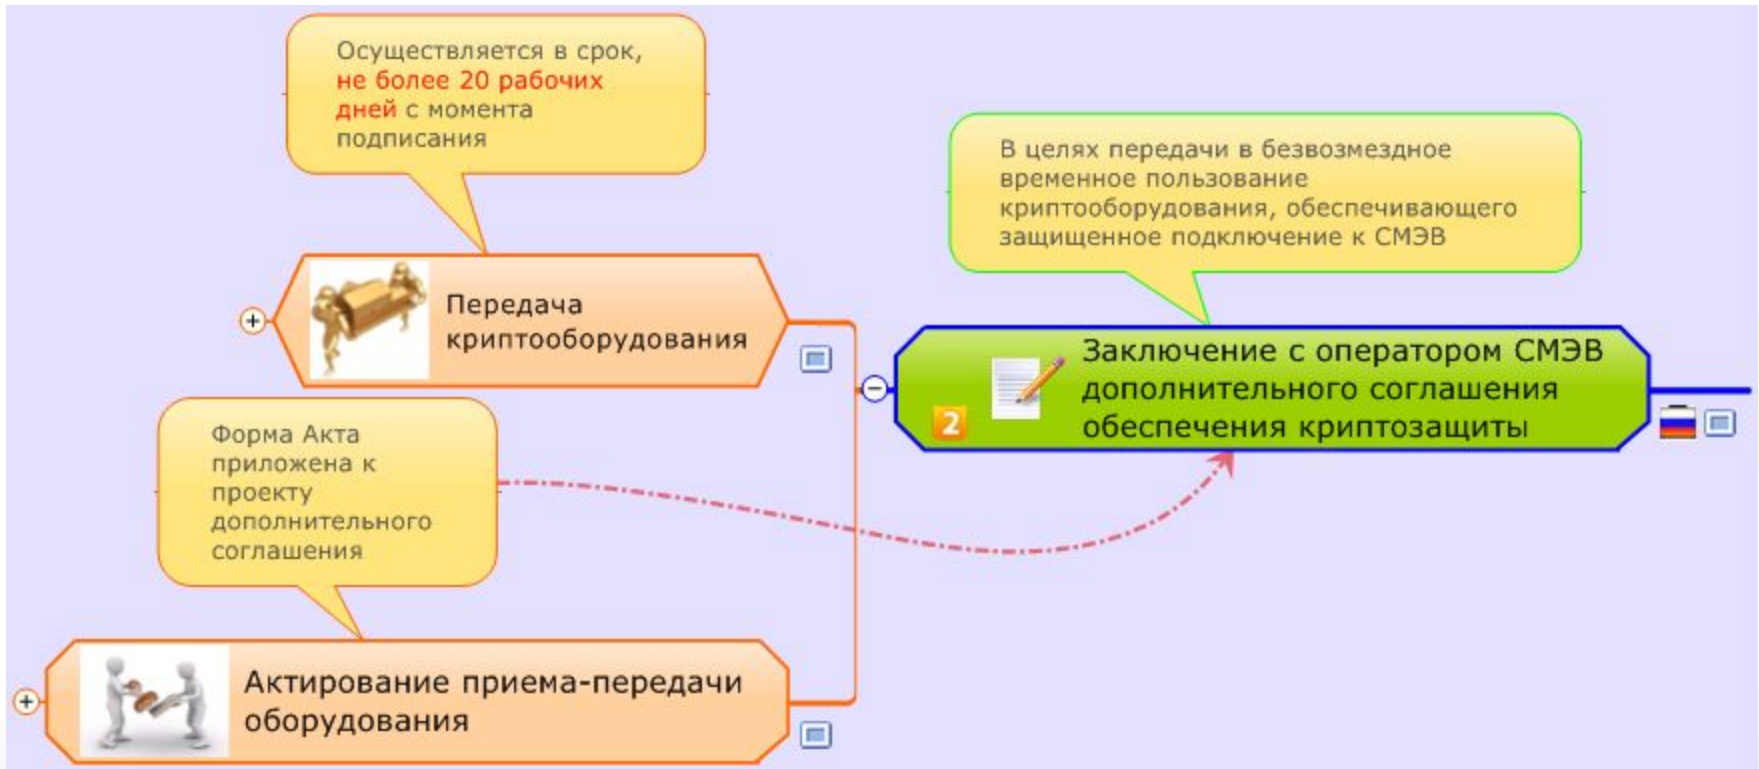 Осуществляется в срок,
не более 20 рабочих
дней с момента
подписания
В целях передачи в безвозмездное
временное пользование
криптооборудования, обеспечивающего
защищенное подключение к СМЭВ
Передача
криптооборудования
Заключение с оператором СМЭВ
дополнительного соглашения
обеспечения криптозащиты
2
Форма Акта
приложена к
проекту
дополнительного
соглашения
Актирование приема-передачи
оборудования